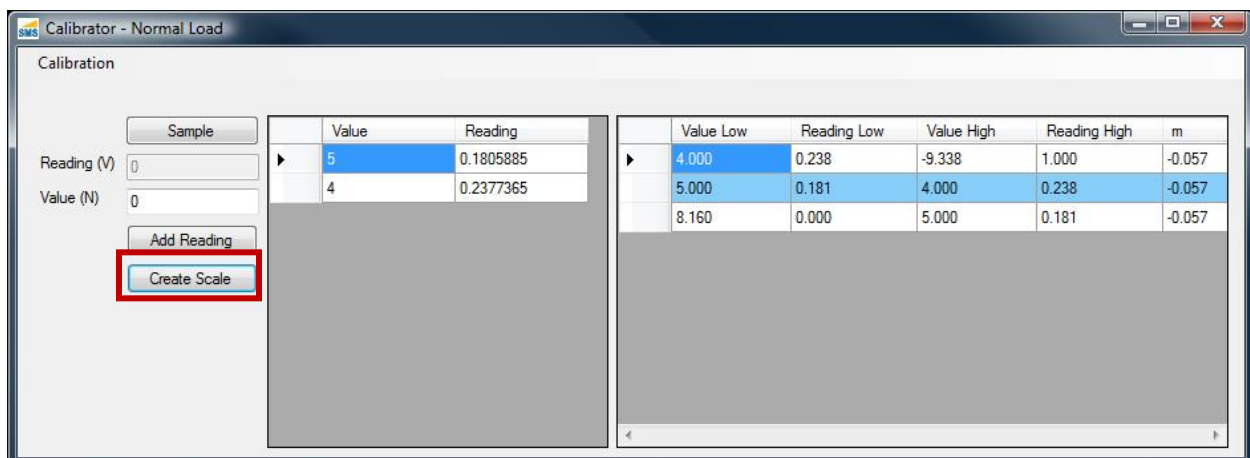 SMS Calibrator - Normal Load
Calibration
Sample
Reading (V) 0
Value (N) 0
Add Reading
Create Scale
Value Reading
5 0.1805885
4 0.2377365
Value Low Reading Low Value High Reading High m
4.000 0.238 -9.338 1.000 -0.057
5.000 0.181 4.000 0.238 -0.057
8.160 0.000 5.000 0.181 -0.057